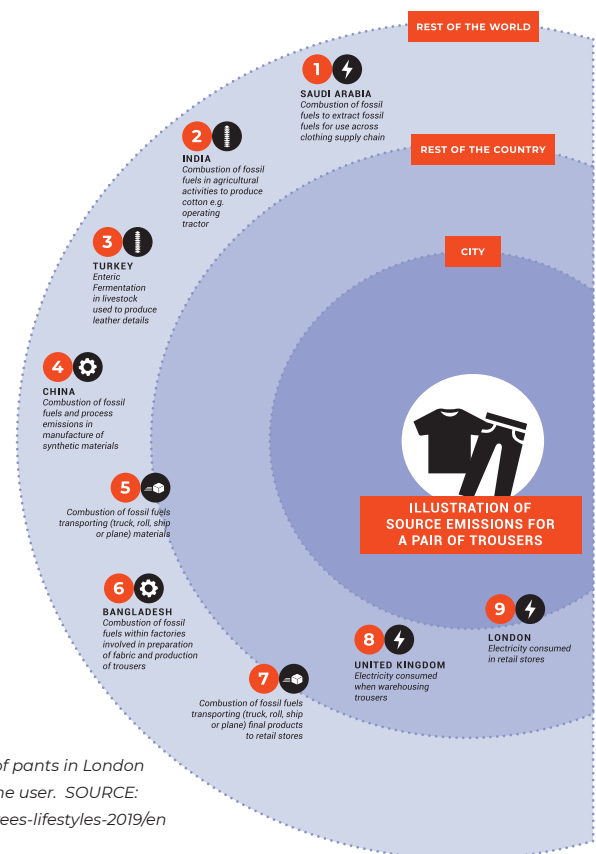 REST OF THE WORLD
1
SAUDI ARABIA
Combustion of fossil
fuels to extract fossil
fuels for use across
clothing supply chain
2
INDIA
Combustion of fossil
fuels in agricultural
activities to produce
cotton e.g.
operating
tractor
REST OF THE COUNTRY
3
TURKEY
Enteric
Fermentation
in livestock
used to produce
leather details
CITY
4
CHINA
Combustion of fossil
fuels and process
emissions in
manufacture of
synthetic materials
5
Combustion of fossil fuels
transporting (truck, roll, ship
or plane) materials
ILLUSTRATION OF
SOURCE EMISSIONS FOR
A PAIR OF TROUSERS
6
BANGLADESH
Combustion of fossil
fuels within factories
involved in preparation
of fabric and production
of trousers
7
Combustion of fossil fuels
transporting (truck, roll, ship
or plane) final products
to retail stores
8
UNITED KINGDOM
Electricity consumed
when warehousing
trousers
9
LONDON
Electricity consumed
in retail stores
of pants in London
ne user. SOURCE:
rees-lifestyles-2019/en